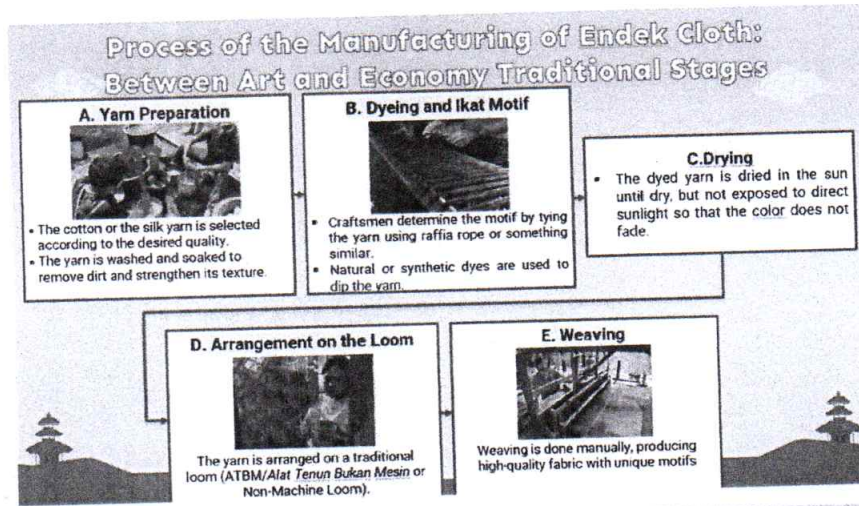 Process of the Manufacturing of Endek Cloth:
Between Art and Economy Traditional Stages
A. Yarn Preparation
▪ The cotton or the silk yarn is selected
according to the desired quality.
▪ The yarn is washed and soaked to
remove dirt and strengthen its texture.
B. Dyeing and Ikat Motif
▪ Craftsmen determine the motif by tying
the yarn using raffia rope or something
similar.
▪ Natural or synthetic dyes are used to
dip the yarn.
C.Drying
▪ The dyed yarn is dried in the sun
until dry, but not exposed to direct
sunlight so that the color does not
fade.
D. Arrangement on the Loom
The yarn is arranged on a traditional
loom (ATBM/Alat Tenun Bukan Mesin or
Non-Machine Loom).
E. Weaving
Weaving is done manually, producing
high-quality fabric with unique motifs